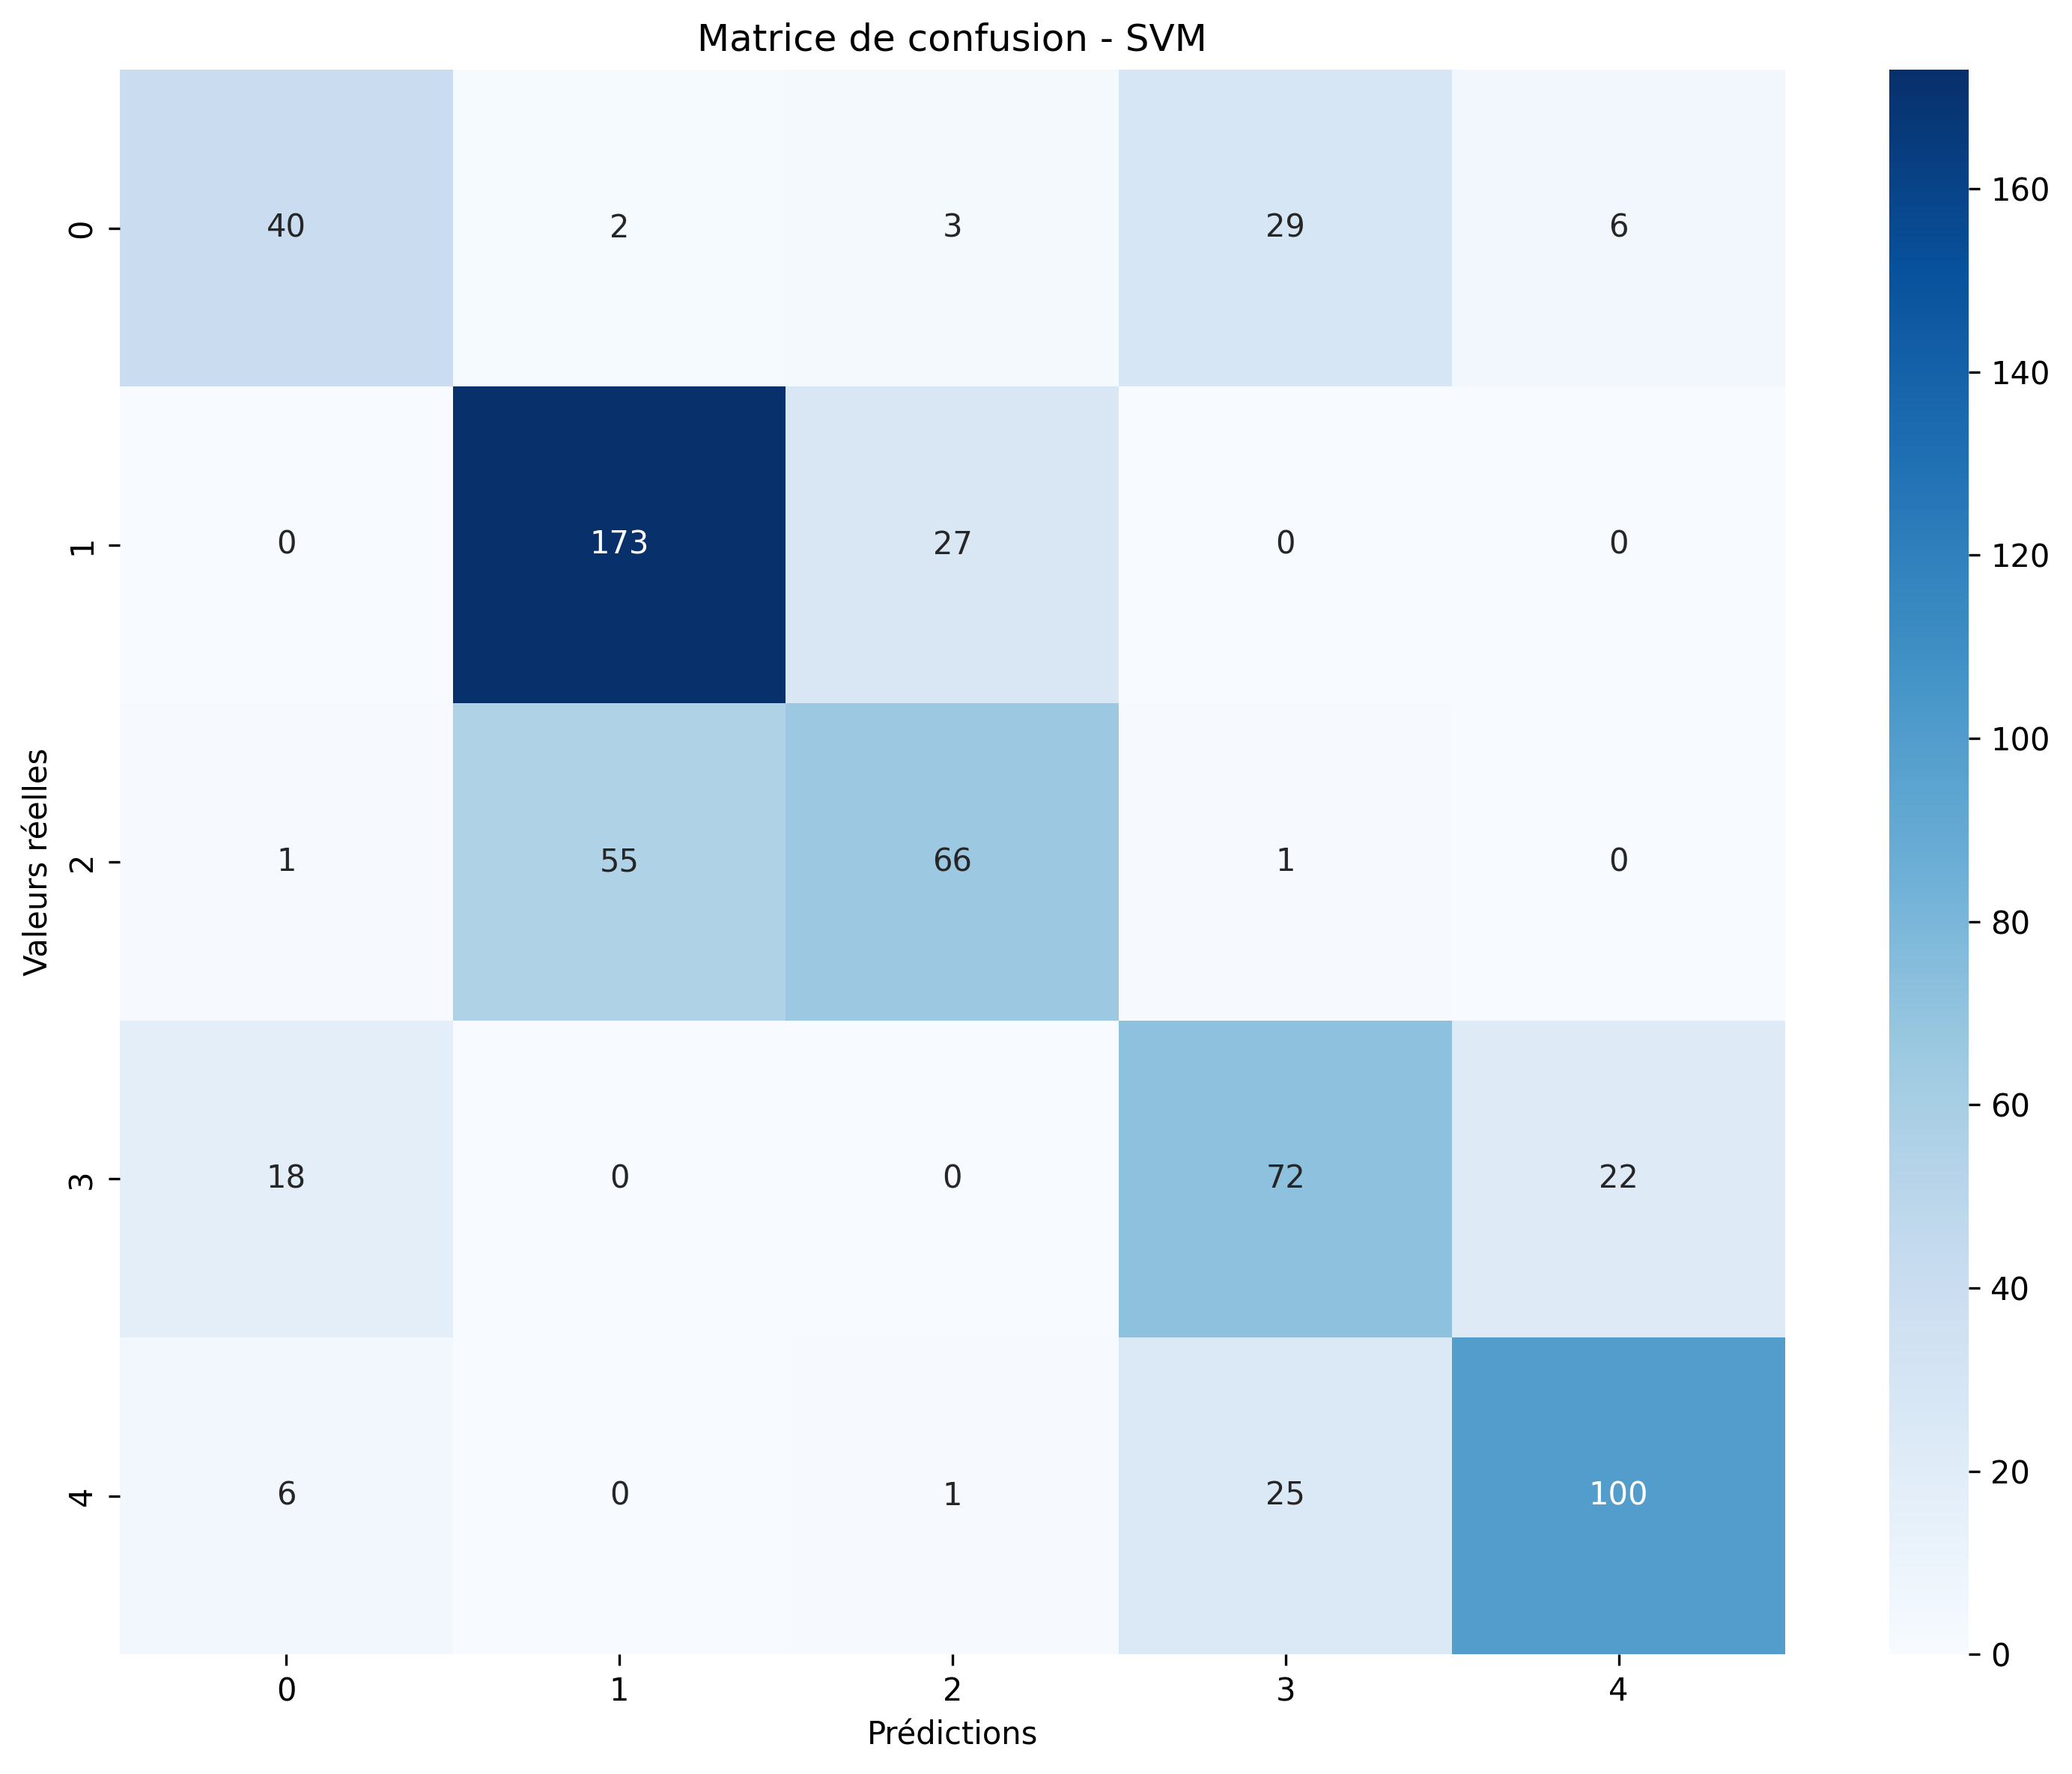 Matrice de confusion - SVM
0 40 2 3 29 6
1 0 173 27 0 0
2 1 55 66 1 0
3 18 0 0 72 22
4 6 0 1 25 100
0 1 2 3 4
Prédictions
Valeurs réelles
160
140
120
100
80
60
40
20
0